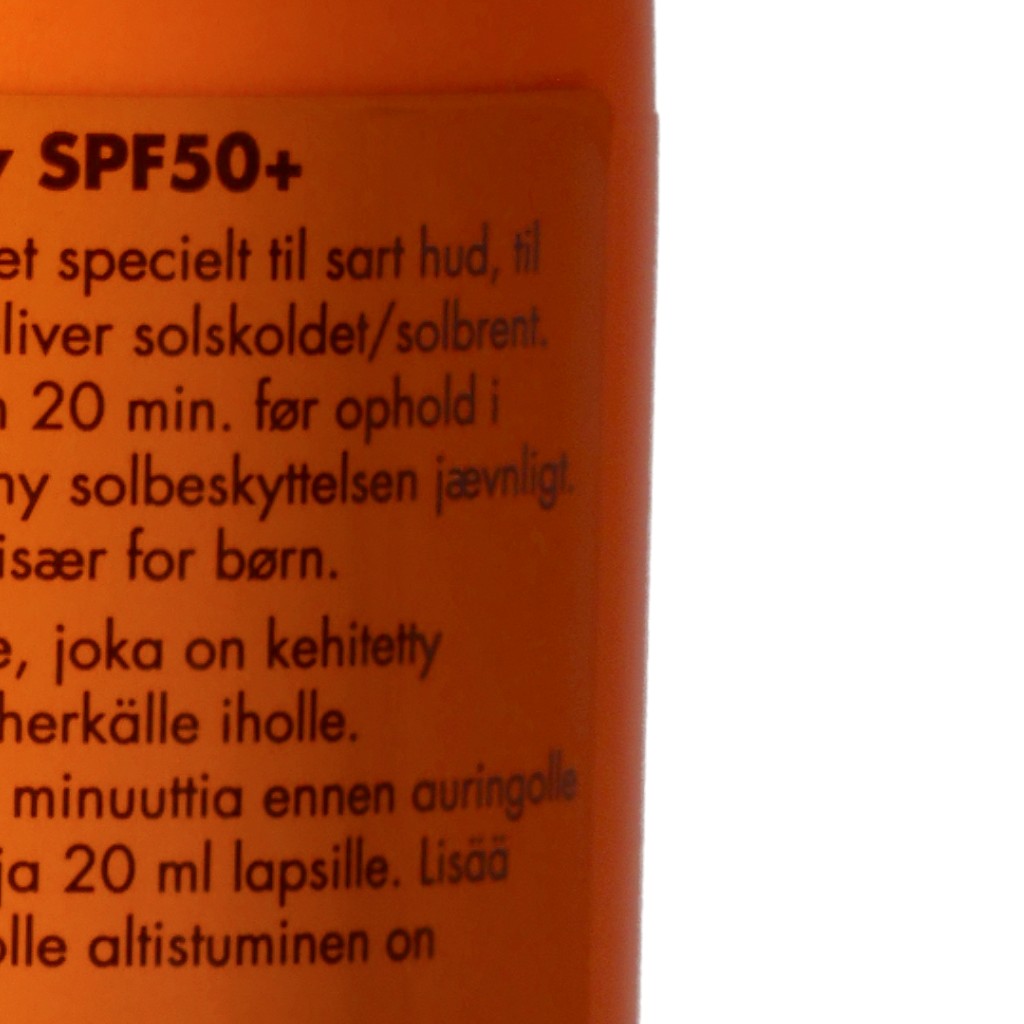 SPF50+
et specielt til sart hud, til
liver solskoldet/solbrent.
20 min. før ophold i
ny solbeskyttelsen jævnligt.
især for børn.
e, joka on kehitetty
herkälle iholle.
minuuttia ennen auringolle
ja 20 ml lapsille. Lisää
olle altistuminen on